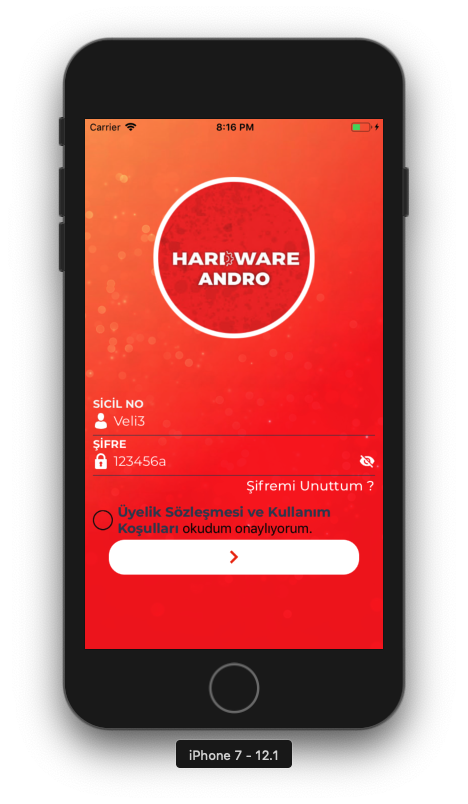 Carrier 8:16 PM
HARDWARE
ANDRO
SİCİL NO
Veli3
ŞİFRE
123456a
Şifremi Unuttum ?
Üyelik Sözleşmesi ve Kullanım
Koşulları okudum onaylıyorum.
iPhone 7 - 12.1